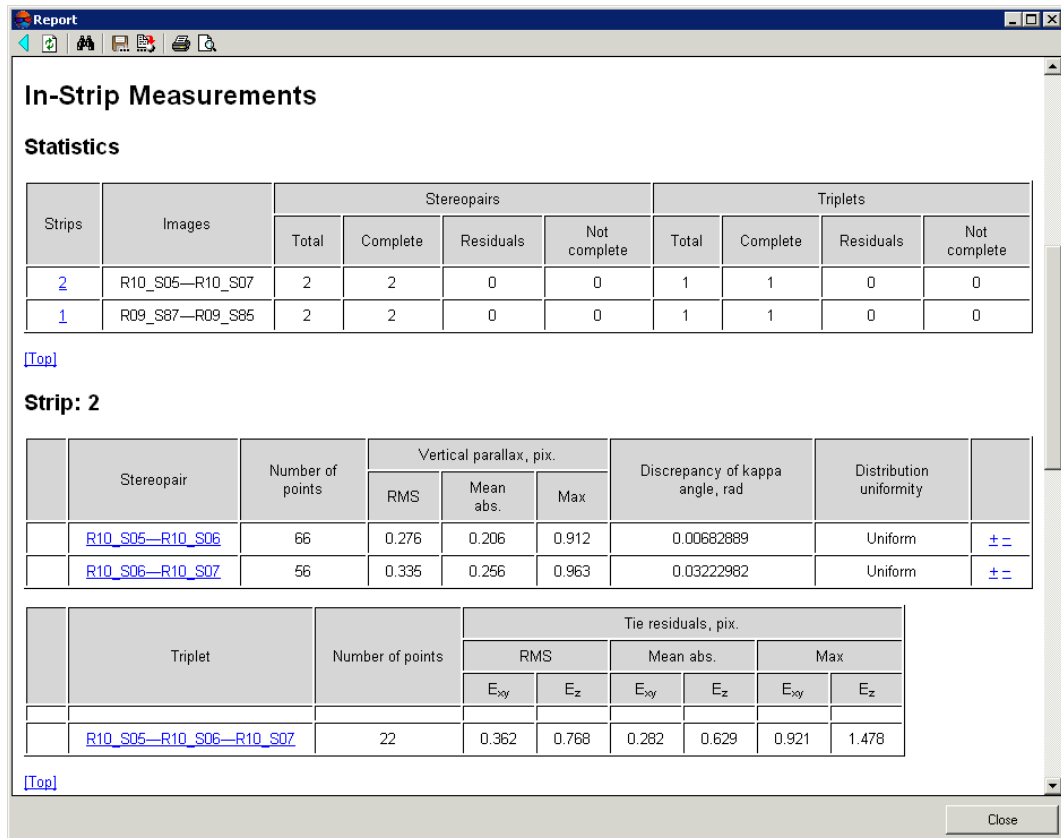 Report
In-Strip Measurements
Statistics
Strips Images Stereopairs Triplets
Total Complete Residuals Not complete Total Complete Residuals Not complete
2 R10_S05—R10_S07 2 2 0 0 1 1 0 0
1 R09_S87—R09_S85 2 2 0 0 1 1 0 0
[Top]
Strip: 2
Stereopair Number of points Vertical parallax, pix. Discrepancy of kappa angle, rad Distribution uniformity
RMS Mean abs. Max
R10_S05—R10_S06 66 0.276 0.206 0.912 0.00682889 Uniform + −
R10_S06—R10_S07 56 0.335 0.256 0.963 0.03222982 Uniform + −
Triplet Number of points Tie residuals, pix.
RMS Mean abs. Max
Exy Ez Exy Ez Exy Ez
R10_S05—R10_S06—R10_S07 22 0.362 0.768 0.282 0.629 0.921 1.478
[Top]
Close